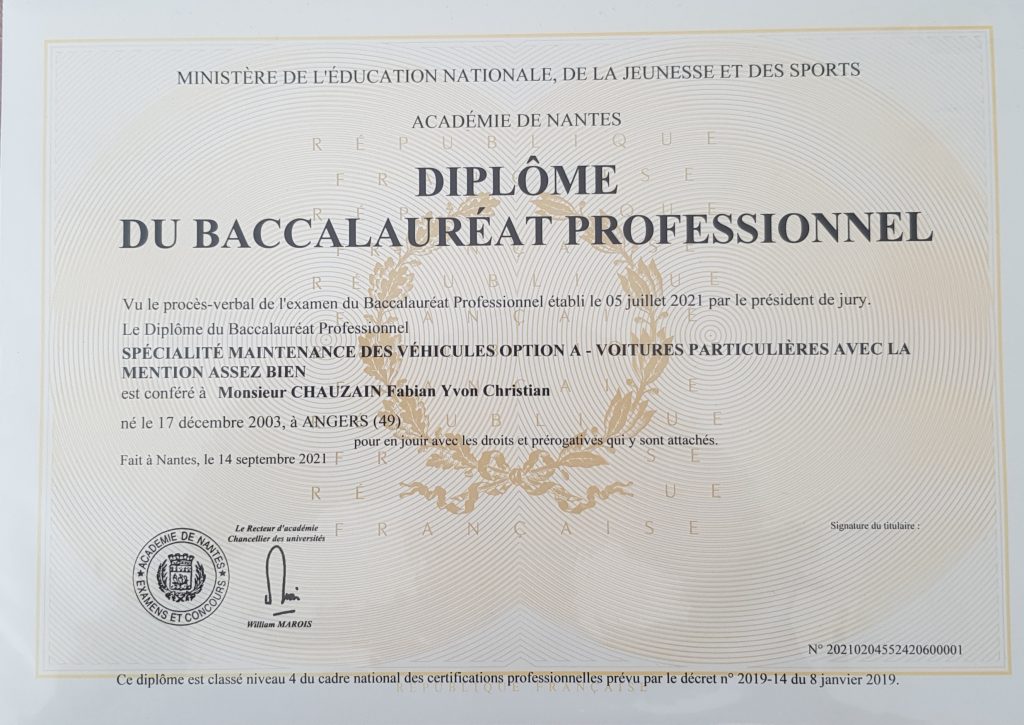 MINISTÈRE DE L'ÉDUCATION NATIONALE, DE LA JEUNESSE ET DES SPORTS
ACADÉMIE DE NANTES
RÉPUBLIQUE
DIPLÔME
DU BACCALAURÉAT PROFESSIONNEL
Vu le procès-verbal de l'examen du Baccalauréat Professionnel établi le 05 juillet 2021 par le président de jury.
Le Diplôme du Baccalauréat Professionnel
SPÉCIALITÉ MAINTENANCE DES VÉHICULES OPTION A - VOITURES PARTICULIÈRES AVEC LA
MENTION ASSEZ BIEN
est conféré à Monsieur CHAUZAIN Fabian Yvon Christian
né le 17 décembre 2003, à ANGERS (49)
pour en jouir avec les droits et prérogatives qui y sont attachés.
Fait à Nantes, le 14 septembre 2021
FRANÇAISE
Le Recteur d'académie
Chancellier des universités
Signature du titulaire :
ACADÉMIE DE NANTES
EXAMENS ET CONCOURS
William MAROIS
N° 20210204552420600001
Ce diplôme est classé niveau 4 du cadre national des certifications professionnelles prévu par le décret n° 2019-14 du 8 janvier 2019.
RÉPUBLIQUE FRANÇAISE